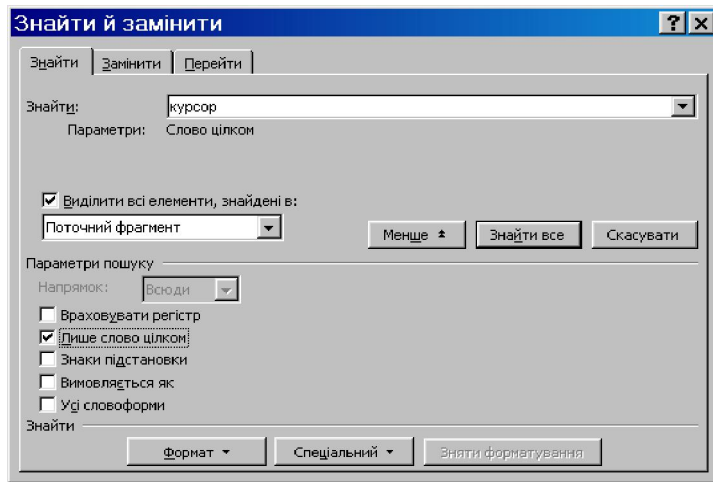 Знайти й замінити
Знайти Замінити Перейти
Знайти: курсор
Параметри: Слово цілком
Виділити всі елементи, знайдені в:
Поточний фрагмент Менше Знайти все Скасувати
Параметри пошуку
Напрямок: Всюди
Враховувати регістр
Лише слово цілком
Знаки підстановки
Вимовляється як
Усі словоформи
Знайти
Формат Спеціальний Зняти форматування